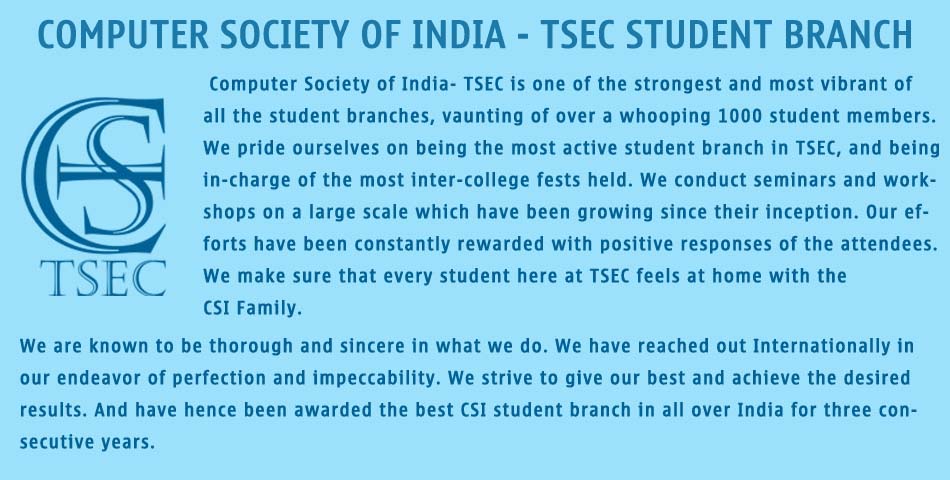 COMPUTER SOCIETY OF INDIA - TSEC STUDENT BRANCH
CSI
TSEC
Computer Society of India- TSEC is one of the strongest and most vibrant of
all the student branches, vaunting of over a whooping 1000 student members.
We pride ourselves on being the most active student branch in TSEC, and being
in-charge of the most inter-college fests held. We conduct seminars and work-
shops on a large scale which have been growing since their inception. Our ef-
forts have been constantly rewarded with positive responses of the attendees.
We make sure that every student here at TSEC feels at home with the
CSI Family.
We are known to be thorough and sincere in what we do. We have reached out Internationally in
our endeavor of perfection and impeccability. We strive to give our best and achieve the desired
results. And have hence been awarded the best CSI student branch in all over India for three con-
secutive years.